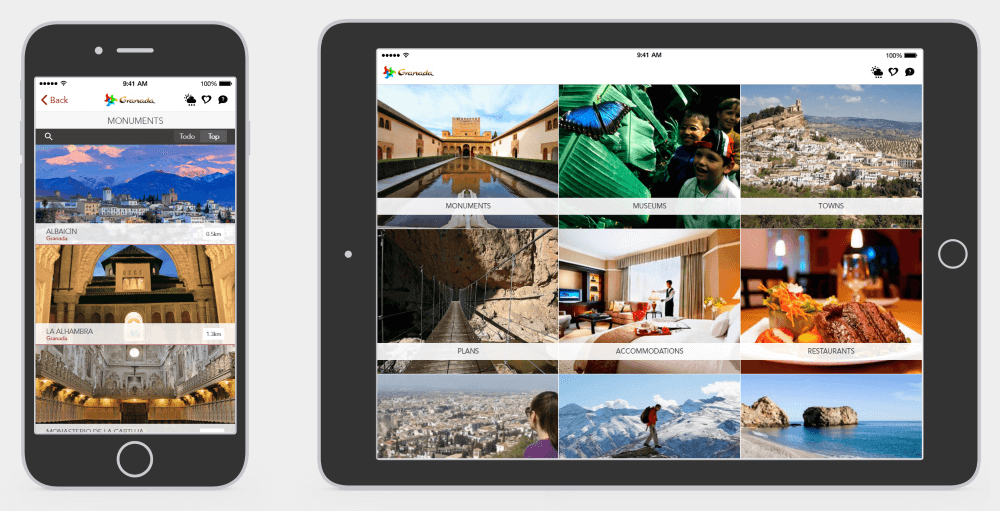 9:41 AM
100%
Back
Granada
MONUMENTS
Todo
Top
ALBAICIN
Granada
0.5km
LA ALHAMBRA
Granada
1.3km
MONASTERIO DE LA CARTUJA
9:41 AM
100%
Granada
MONUMENTS
MUSEUMS
TOWNS
PLANS
ACCOMMODATIONS
RESTAURANTS